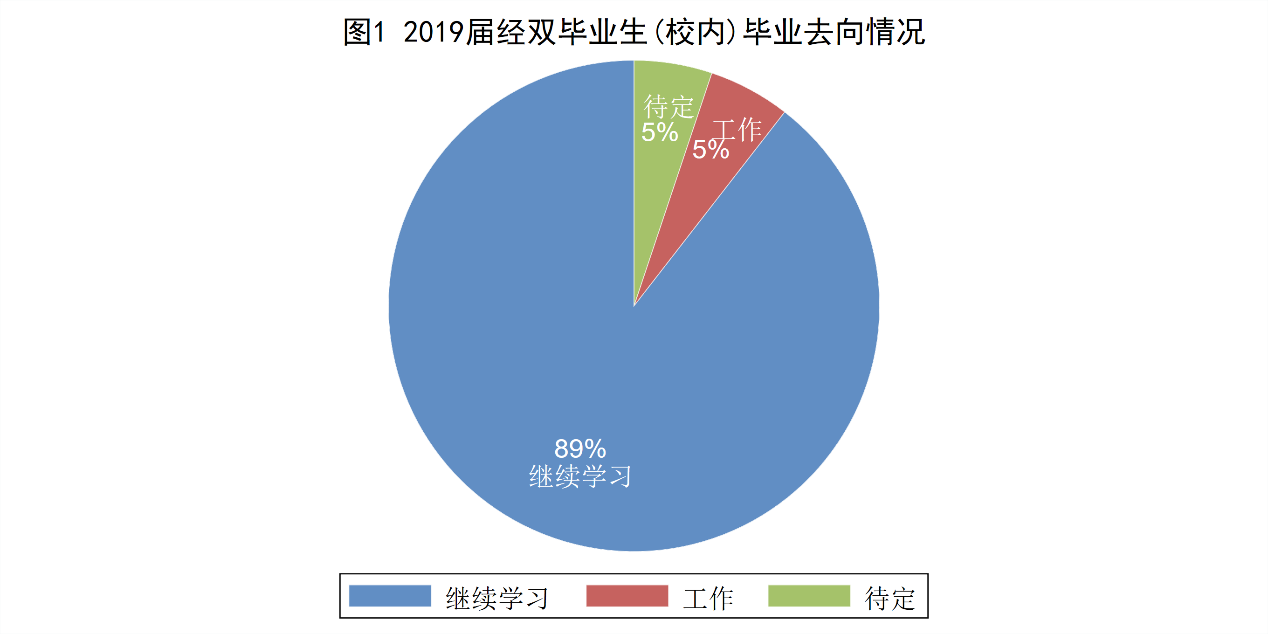 图1 2019届经双毕业生(校内)毕业去向情况
待定
5%
工作
5%
89%
继续学习
继续学习 工作 待定